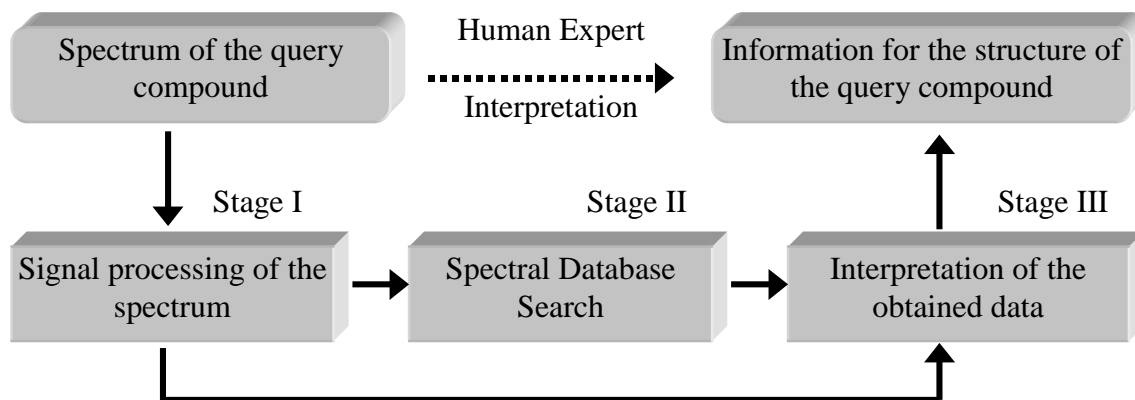 Spectrum of the query
compound
Human Expert
Interpretation
Information for the structure of
the query compound
Stage I
Stage II
Stage III
Signal processing of the
spectrum
Spectral Database
Search
Interpretation of the
obtained data